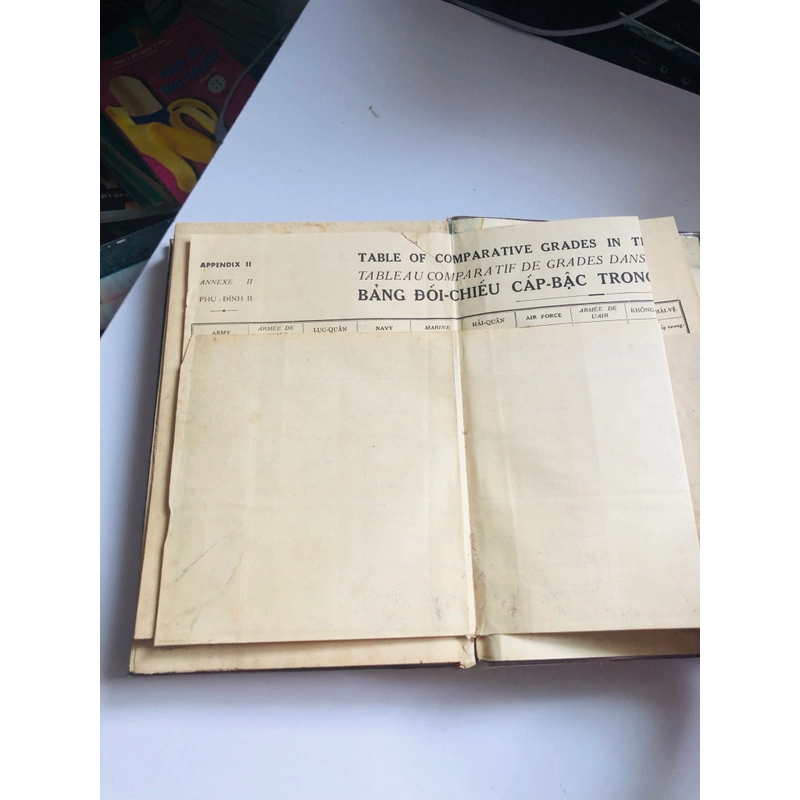 APPENDIX II
ANNEXE II
PHỤ-ĐÍNH II
TABLE OF COMPARATIVE GRADES IN
TABLEAU COMPARATIF DE GRADES DANS
BẢNG ĐỐI-CHIẾU CẤP-BẬC TRONG
ARMY
ARMÉE DE
LỤC-QUÂN
NAVY
MARINE
HẢI-QUÂN
AIR FORCE
ARMÉE DE
L'AIR
KHÔNG
3